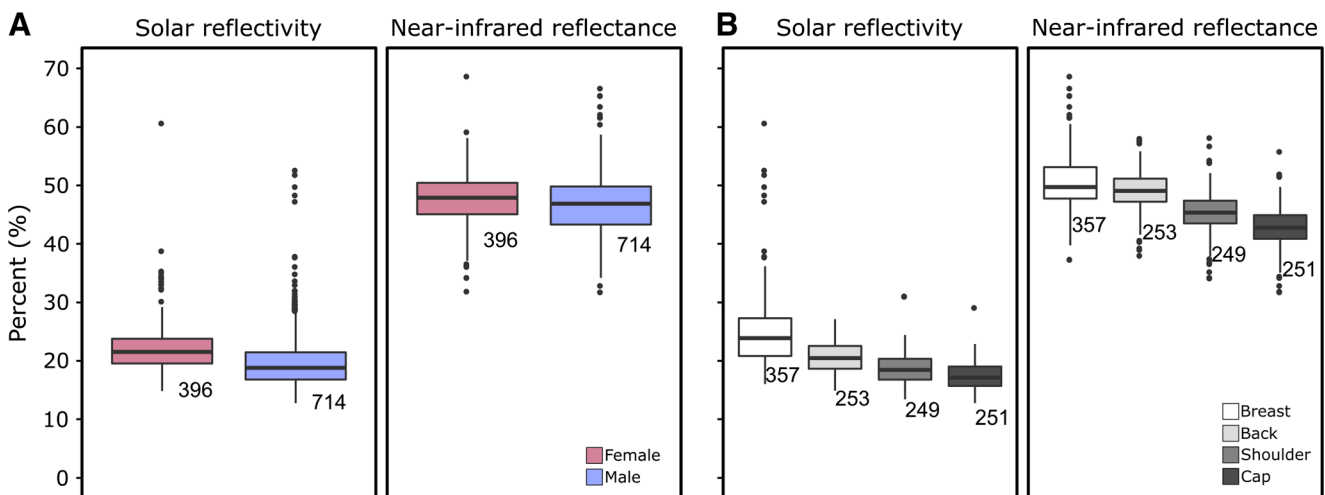 A
Solar reflectivity
Near-infrared reflectance
B
Solar reflectivity
Near-infrared reflectance
Percent (%)
70
60
50
40
30
20
10
0
396
714
396
714
Female
Male
357
253
249
251
357
253
249
251
Breast
Back
Shoulder
Cap